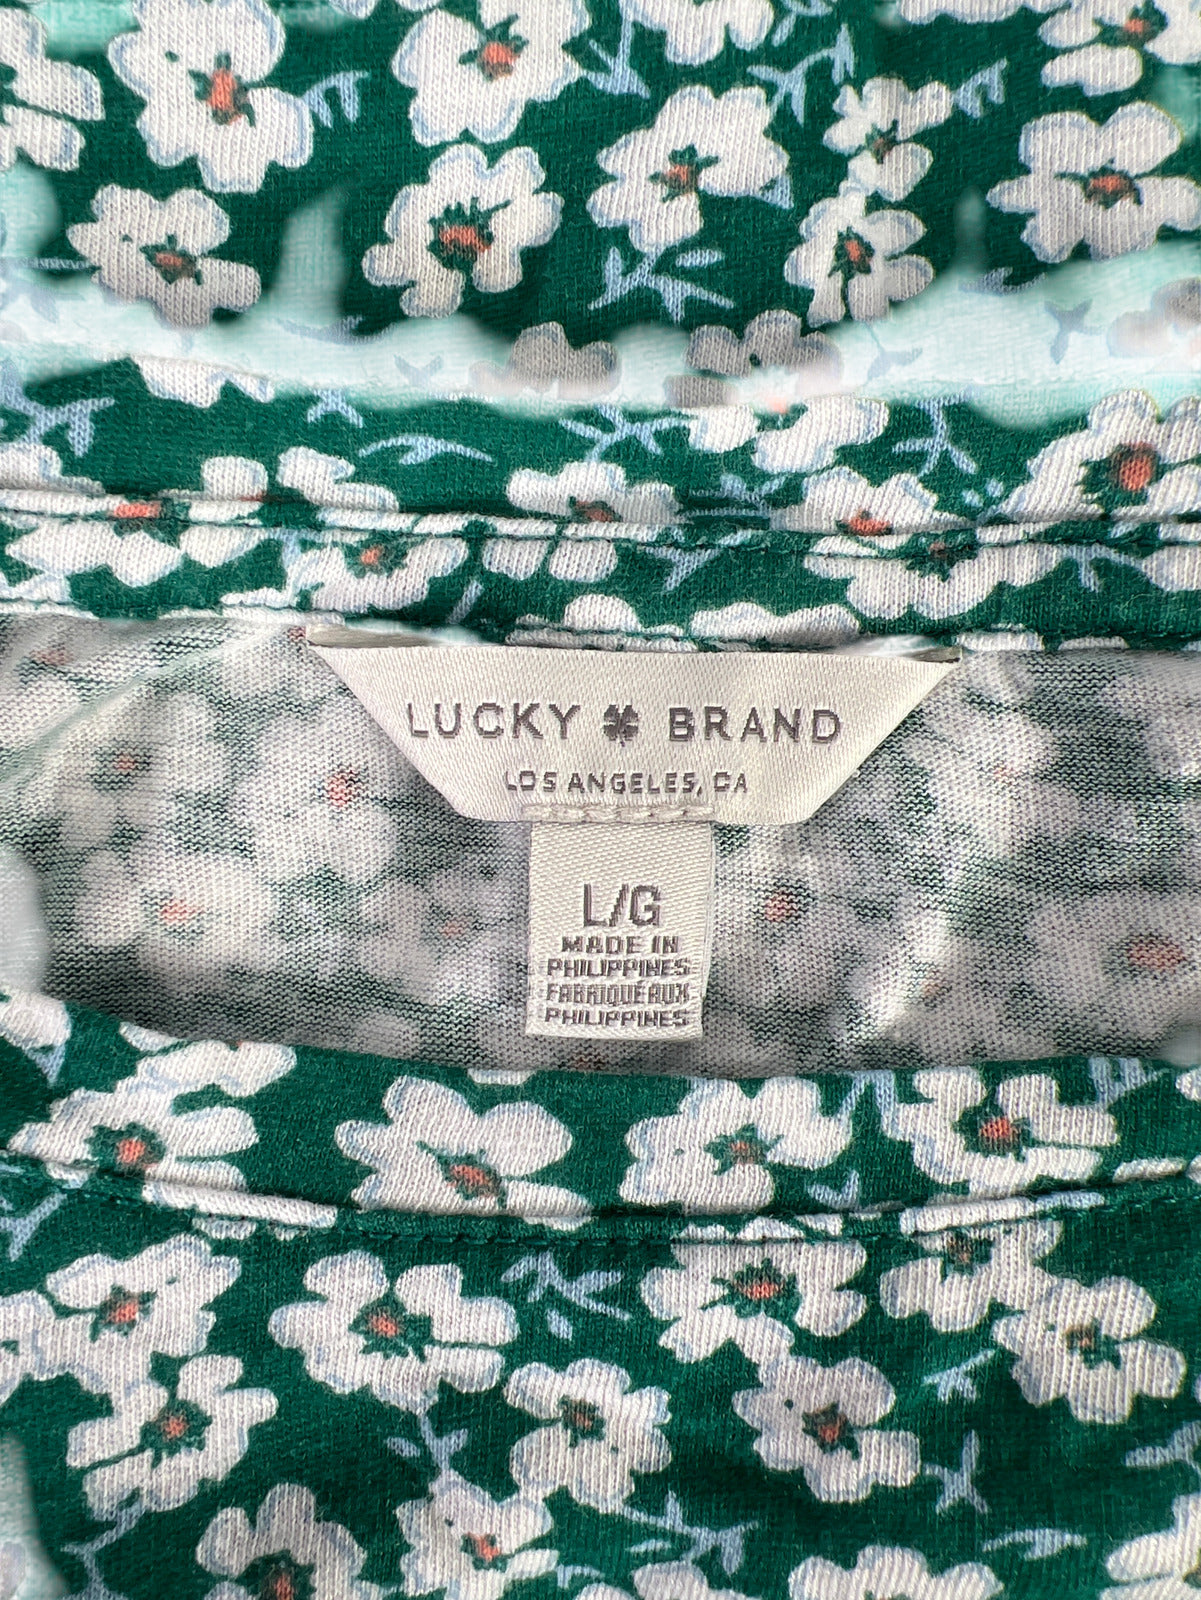 LUCKY BRAND
LOS ANGELES, CA
L/G
MADE IN
PHILIPPINES
FABRIQUÉ AUX
PHILIPPINES